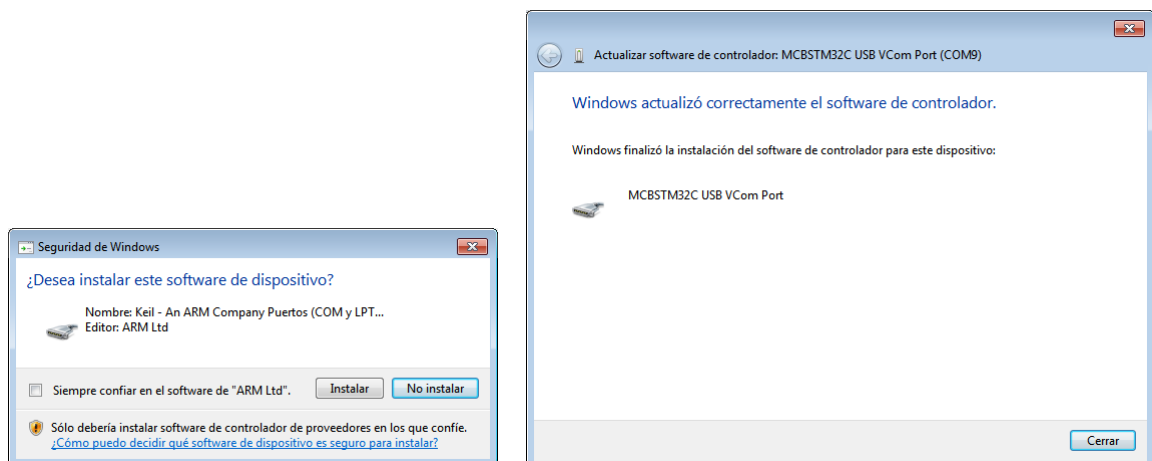 Seguridad de Windows
¿Desea instalar este software de dispositivo?
Nombre: Keil - An ARM Company Puertos (COM y LPT...
Editor: ARM Ltd
Siempre confiar en el software de "ARM Ltd".
Instalar
No instalar
Sólo debería instalar software de controlador de proveedores en los que confíe.
¿Cómo puedo decidir qué software de dispositivo es seguro para instalar?
Actualizar software de controlador: MCBSTM32C USB VCom Port (COM9)
Windows actualizó correctamente el software de controlador.
Windows finalizó la instalación del software de controlador para este dispositivo:
MCBSTM32C USB VCom Port
Cerrar